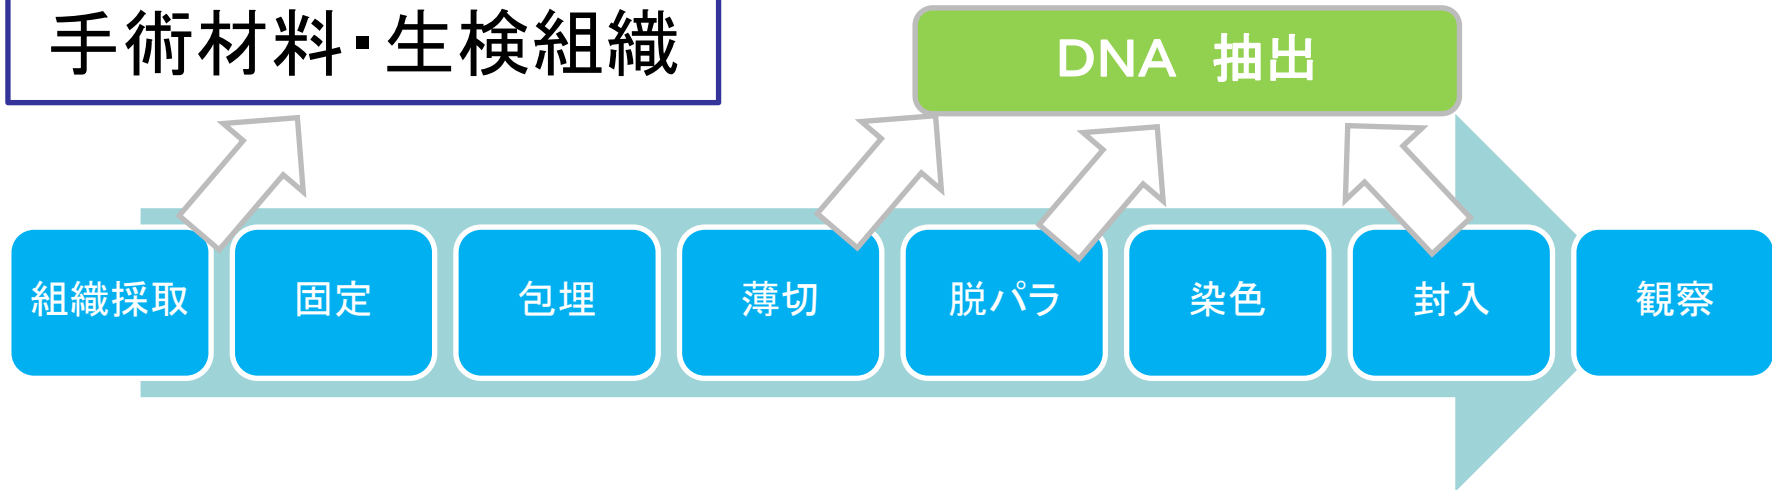 手術材料・生検組織
DNA 抽出
組織採取
固定
包埋
薄切
脱パラ
染色
封入
観察